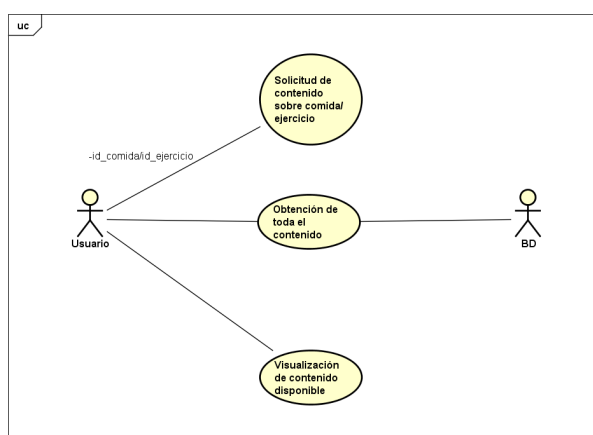 uc
Solicitud de
contenido
sobre comida/
ejercicio
-id_comida/id_ejercicio
Obtención de
toda el
contenido
Usuario
BD
Visualización
de contenido
disponible